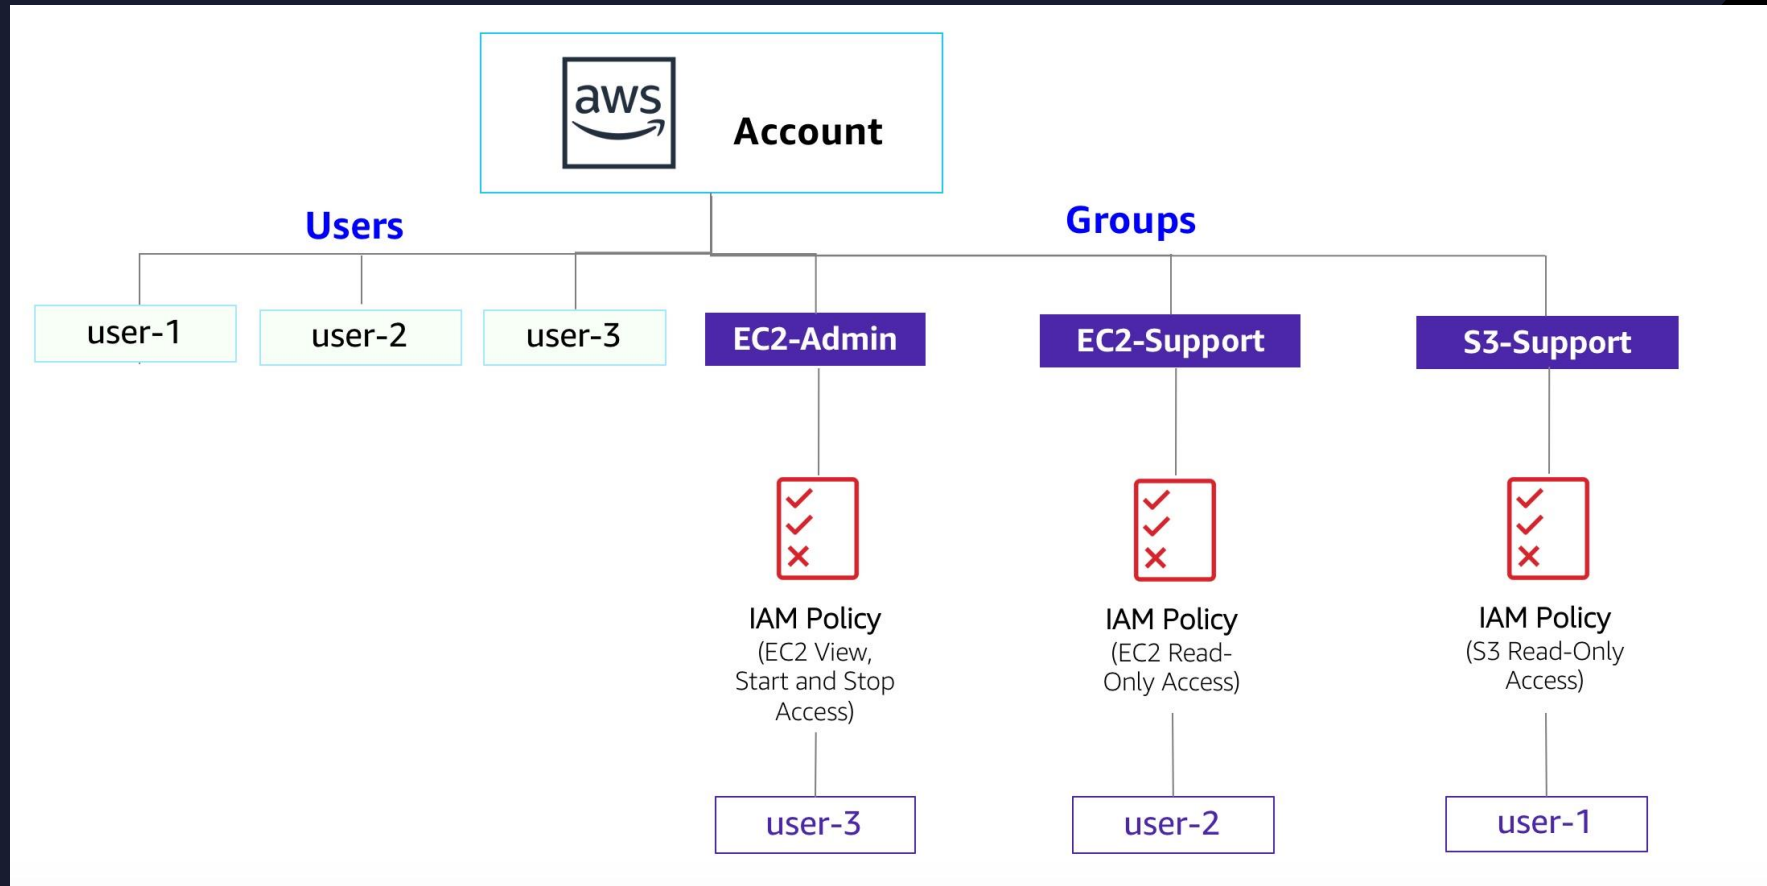 aws
Account
Users
Groups
user-1
user-2
user-3
EC2-Admin
EC2-Support
S3-Support
IAM Policy
(EC2 View,
Start and Stop
Access)
IAM Policy
(EC2 Read-
Only Access)
IAM Policy
(S3 Read-Only
Access)
user-3
user-2
user-1